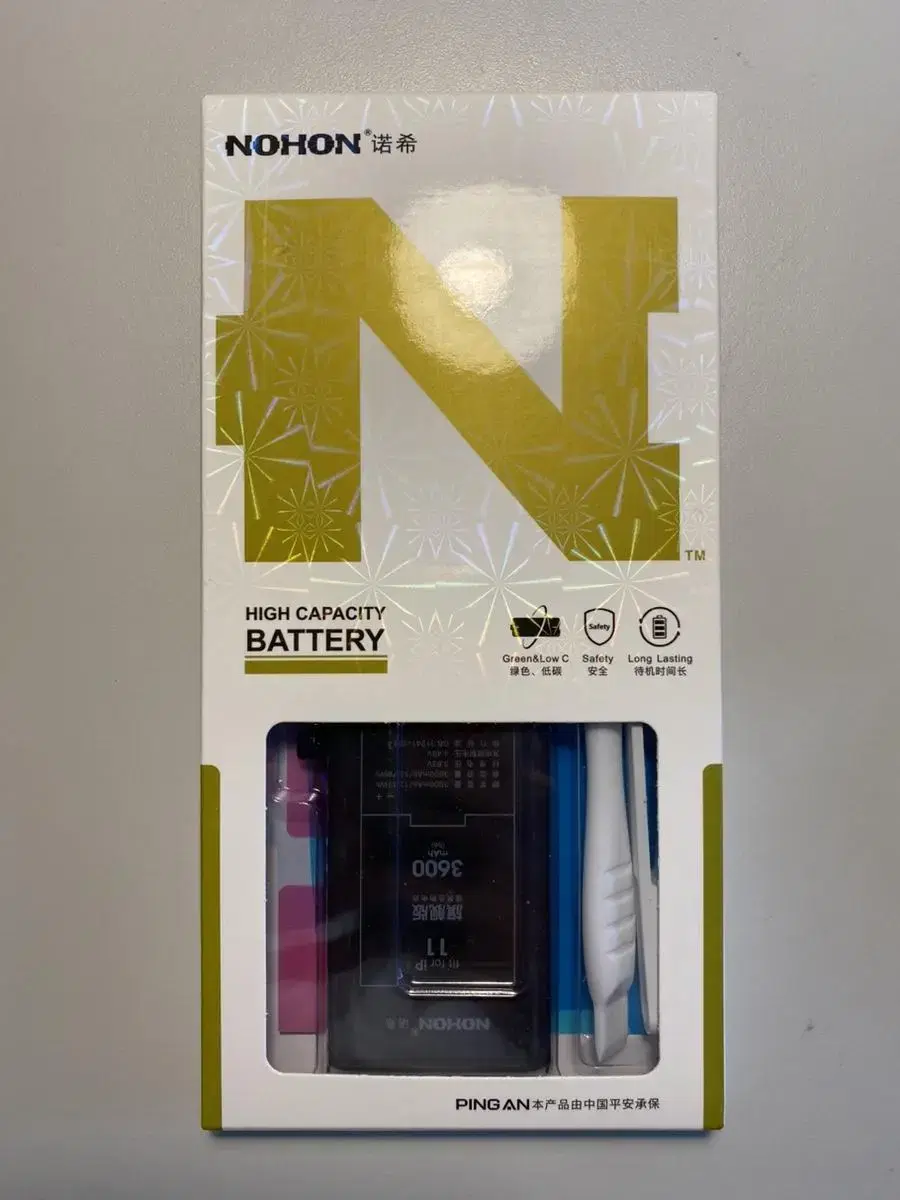 NOHON® 诺希
TM
HIGH CAPACITY
BATTERY
Safety
Green&Low C
绿色、低碳
Safety
安全
Long Lasting
待机时间长
3600
mAh
旗舰版
11
fit for iP
NOHON® 诺希
PING AN 本产品由中国平安承保